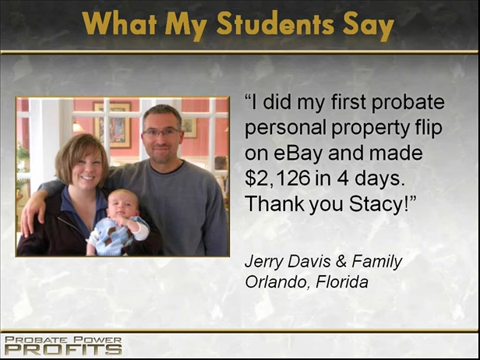 What My Students Say
“I did my first probate
personal property flip
on eBay and made
$2,126 in 4 days.
Thank you Stacy!”
Jerry Davis & Family
Orlando, Florida
PROBATE POWER
PROFITS